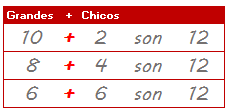 Grandes + Chicos
10 + 2 son 12
8 + 4 son 12
6 + 6 son 12